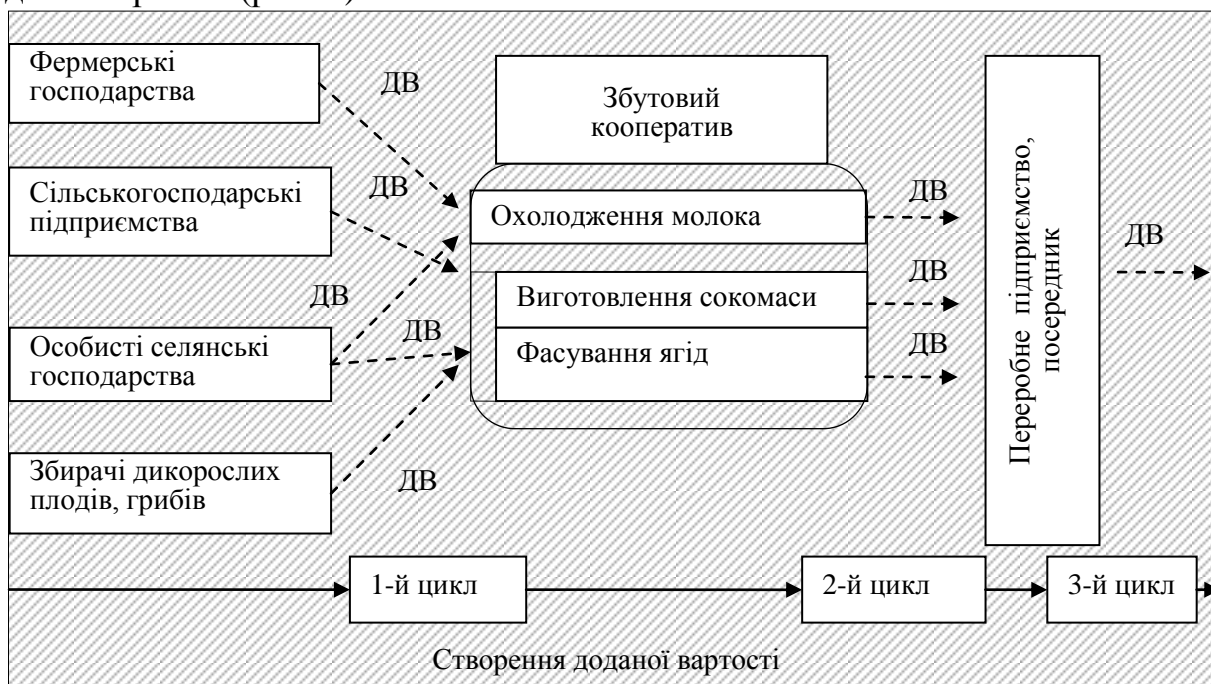 Фермерські
господарства
ДВ
Збутовий
кооператив
Сільськогосподарські
підприємства
ДВ
Охолодження молока
ДВ
ДВ
Виготовлення сокомаси
ДВ
Переробне підприємство,
посередник
ДВ
Особисті селянські
господарства
ДВ
Фасування ягід
ДВ
Збирачі дикорослих
плодів, грибів
ДВ
1-й цикл
2-й цикл
3-й цикл
Створення доданої вартості